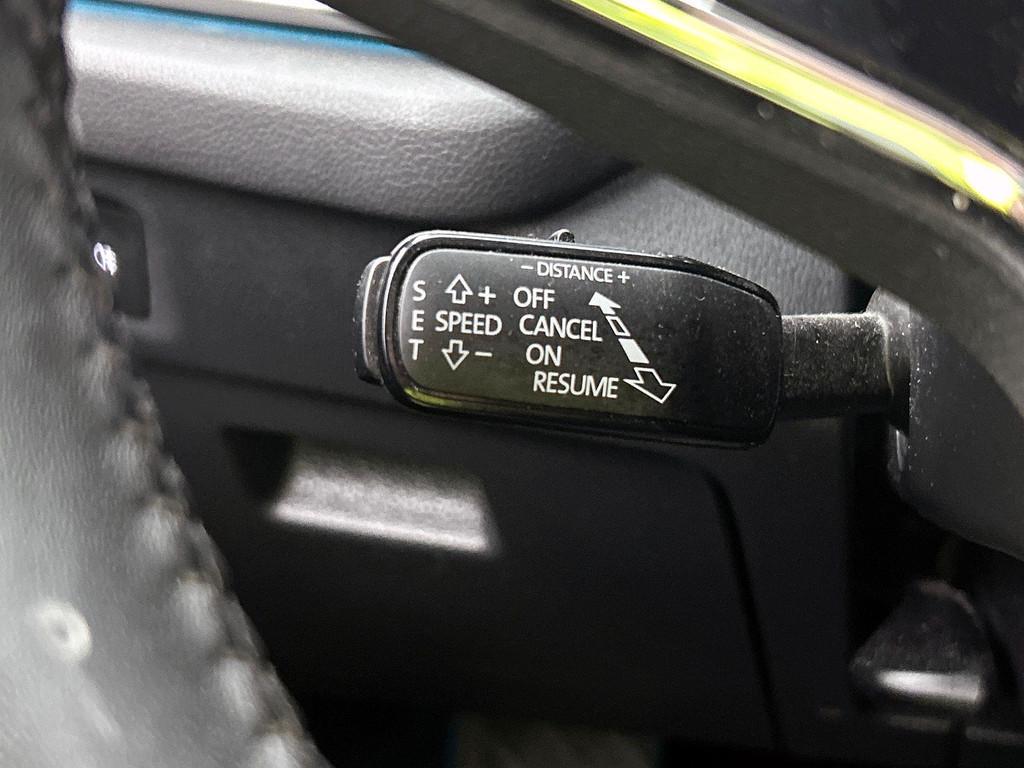 − DISTANCE +
S + OFF
E SPEED CANCEL
T − ON
RESUME